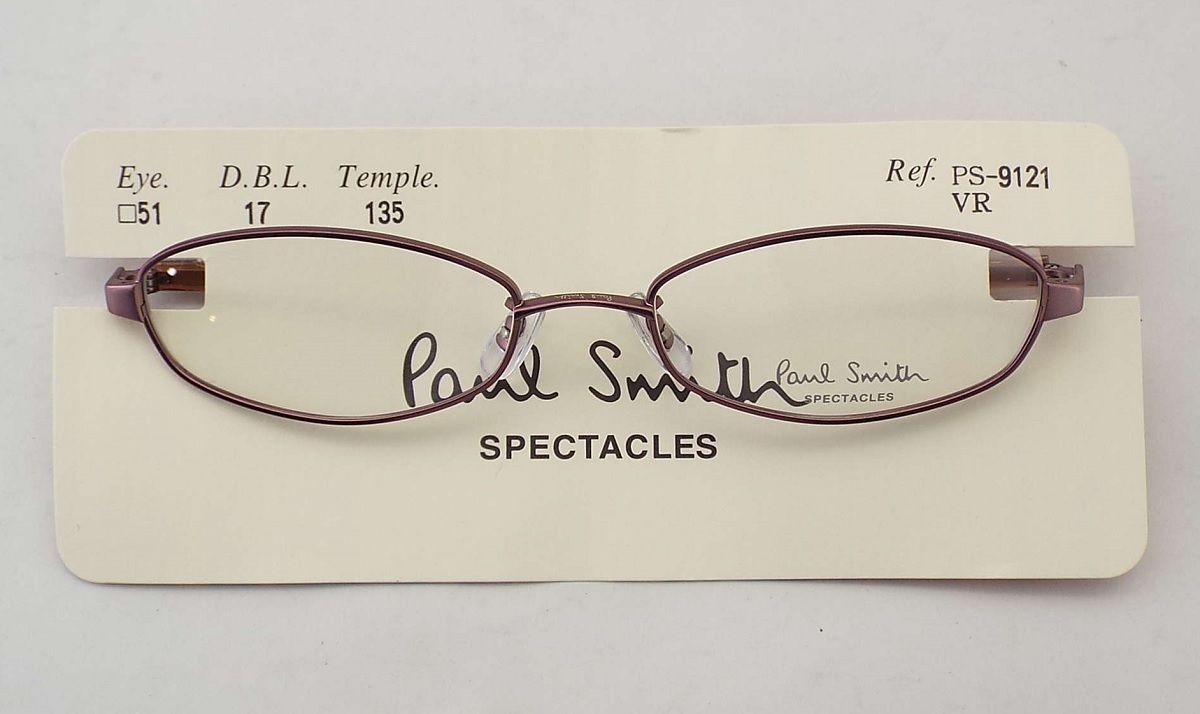 Eye. D.B.L. Temple.
□51 17 135
Ref. PS-9121
VR
Paul Smith
SPECTACLES
Paul Smith
SPECTACLES